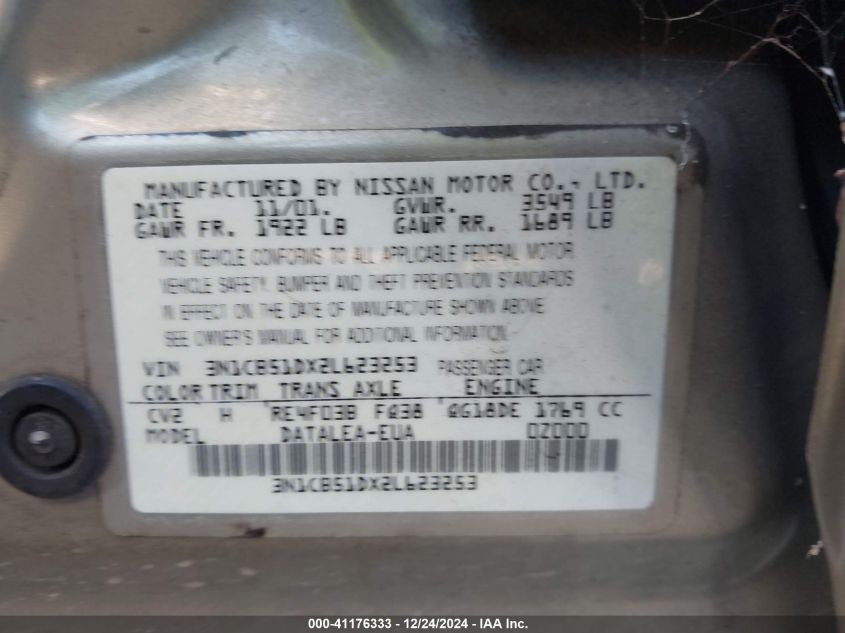 MANUFACTURED BY NISSAN MOTOR CO., LTD.
DATE 11/01. GVWR. 3549 LB
GAWR FR. 1922 LB GAWR RR. 1689 LB
THIS VEHICLE CONFORMS TO ALL APPLICABLE FEDERAL MOTOR
VEHICLE SAFETY, BUMPER AND THEFT PREVENTION STANDARDS
IN EFFECT ON THE DATE OF MANUFACTURE SHOWN ABOVE.
SEE OWNER'S MANUAL FOR ADDITIONAL INFORMATION.
VIN 3N1CB51DX2L623253 PASSENGER CAR
COLOR TRIM TRANS AXLE ENGINE
CV2 H RE4F03B FQ38 QG18DE 1769 CC
MODEL DATALEA-EUA 0Z000
3N1CB51DX2L623253
000-41176333 - 12/24/2024 - IAA Inc.